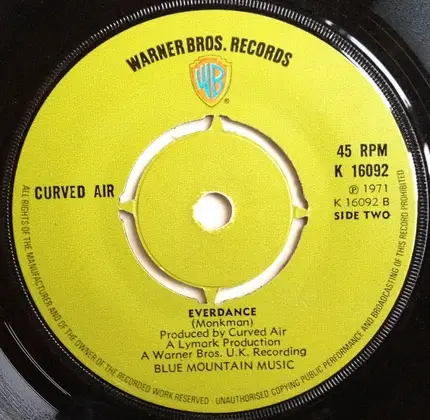 WARNER BROS. RECORDS
WB
®
CURVED AIR
45 RPM
K 16092
℗ 1971
K 16092 B
SIDE TWO
EVERDANCE
(Monkman)
Produced by Curved Air
A Lymark Production
A Warner Bros. U.K. Recording
BLUE MOUNTAIN MUSIC
ALL RIGHTS OF THE MANUFACTURER AND OF THE OWNER OF THE RECORDED WORK RESERVED · UNAUTHORISED COPYING PUBLIC PERFORMANCE AND BROADCASTING OF THIS RECORD PROHIBITED